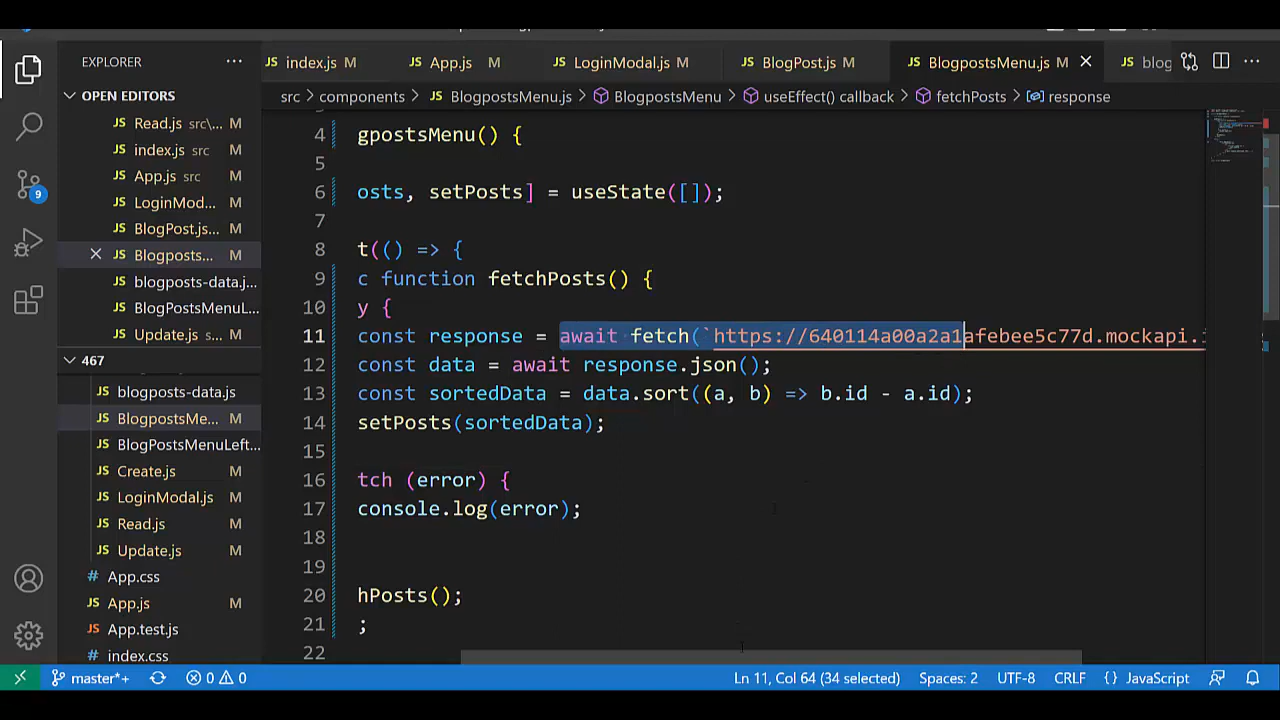 EXPLORER
OPEN EDITORS
Read.js src\... M
index.js src M
App.js src M
LoginMod... M
BlogPost.js... M
Blogposts... M
blogposts-data.j...
BlogPostsMenuL...
Update.js M
467
blogposts-data.js
BlogpostsMe... M
BlogPostsMenuLeft...
Create.js M
LoginModal.js M
Read.js M
Update.js M
App.css
App.js M
App.test.js M
index.css
index.js M
App.js M
LoginModal.js M
BlogPost.js M
BlogpostsMenu.js M
blog
src > components > BlogpostsMenu.js > BlogpostsMenu > useEffect() callback > fetchPosts > response
4 gpostsMenu() {
5
6 osts, setPosts] = useState([]);
7
8 t(() => {
9 c function fetchPosts() {
10 y {
11 const response = await fetch(`https://640114a00a2a1afebee5c77d.mockapi.i
12 const data = await response.json();
13 const sortedData = data.sort((a, b) => b.id - a.id);
14 setPosts(sortedData);
15
16 tch (error) {
17 console.log(error);
18
19
20 hPosts();
21 ;
22
9
master*+ 0 0 Ln 11, Col 64 (34 selected) Spaces: 2 UTF-8 CRLF {} JavaScript